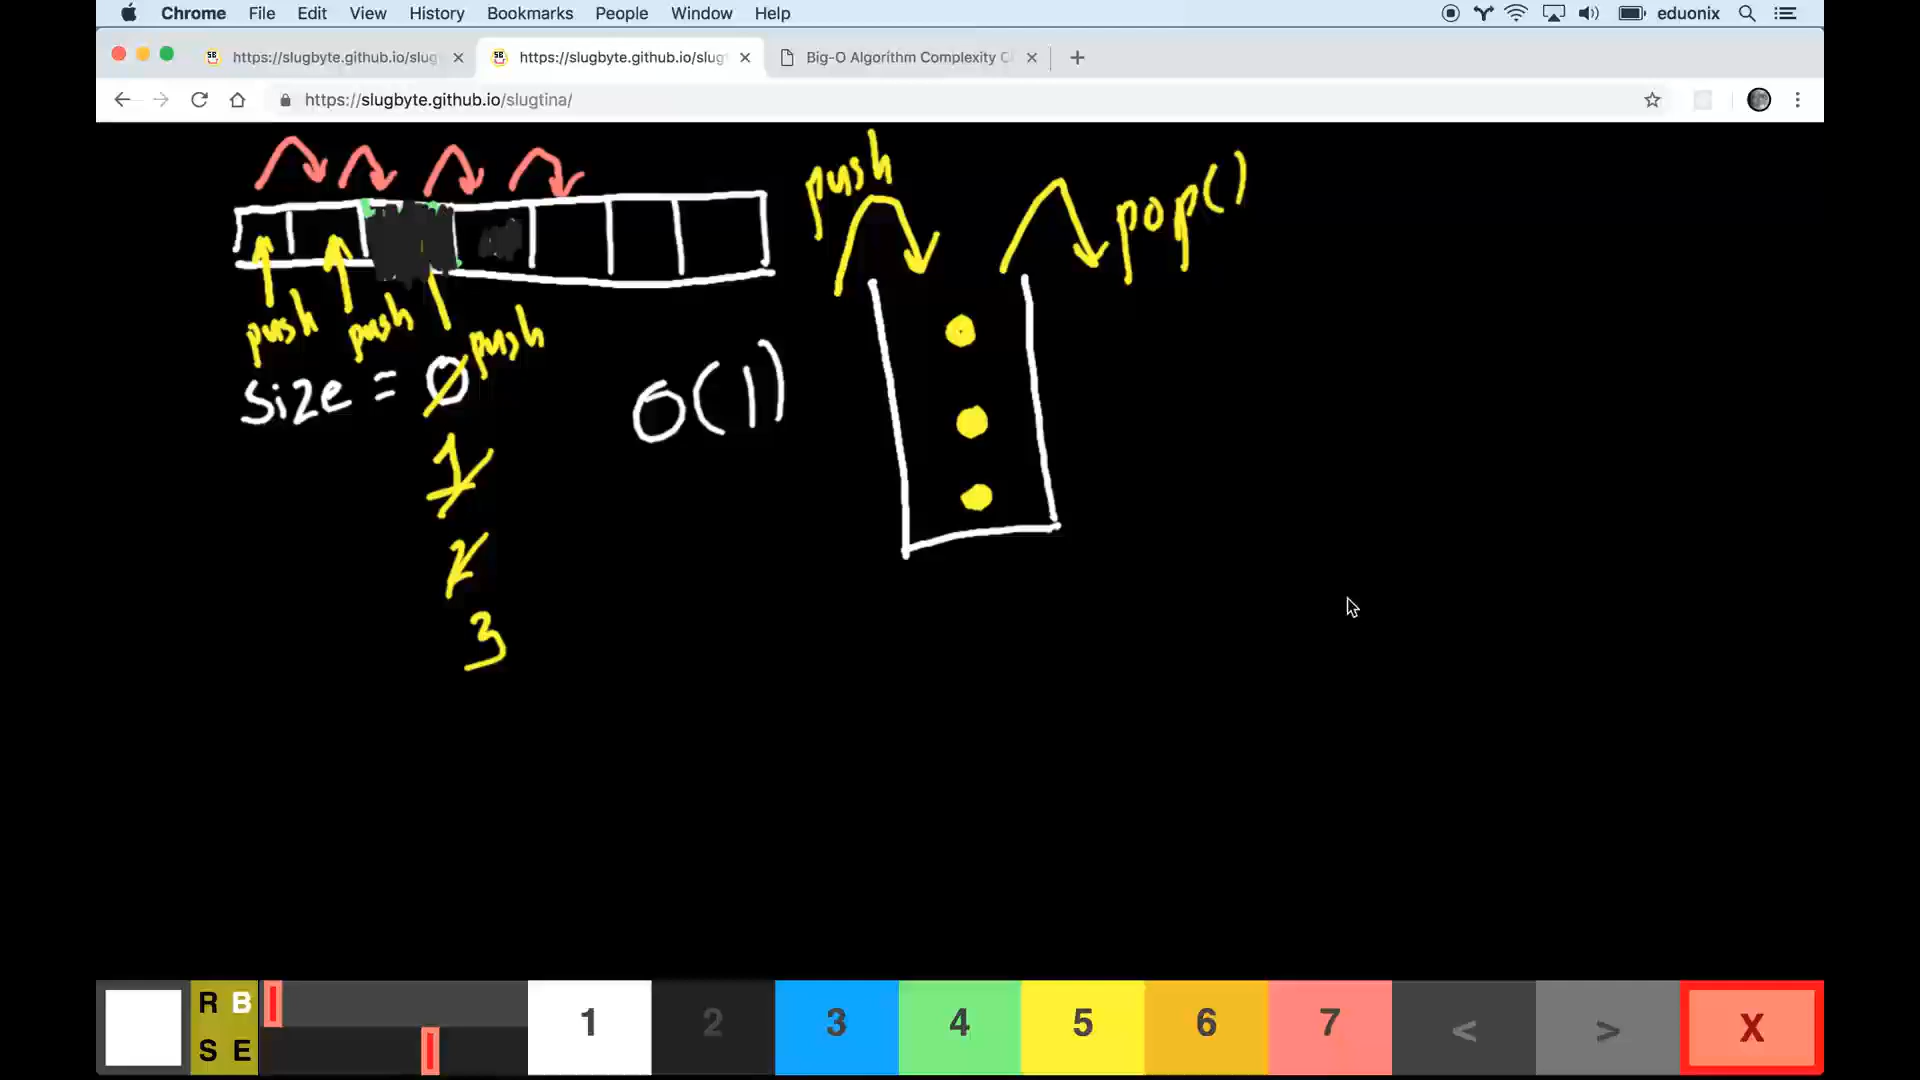 Chrome File Edit View History Bookmarks People Window Help eduonix
https://slugbyte.github.io/slug https://slugbyte.github.io/slug Big-O Algorithm Complexity C
https://slugbyte.github.io/slugtina/
push
pop()
push push push
size = 0
O(1)
1
2
3
R B
S E
1 2 3 4 5 6 7 < > X